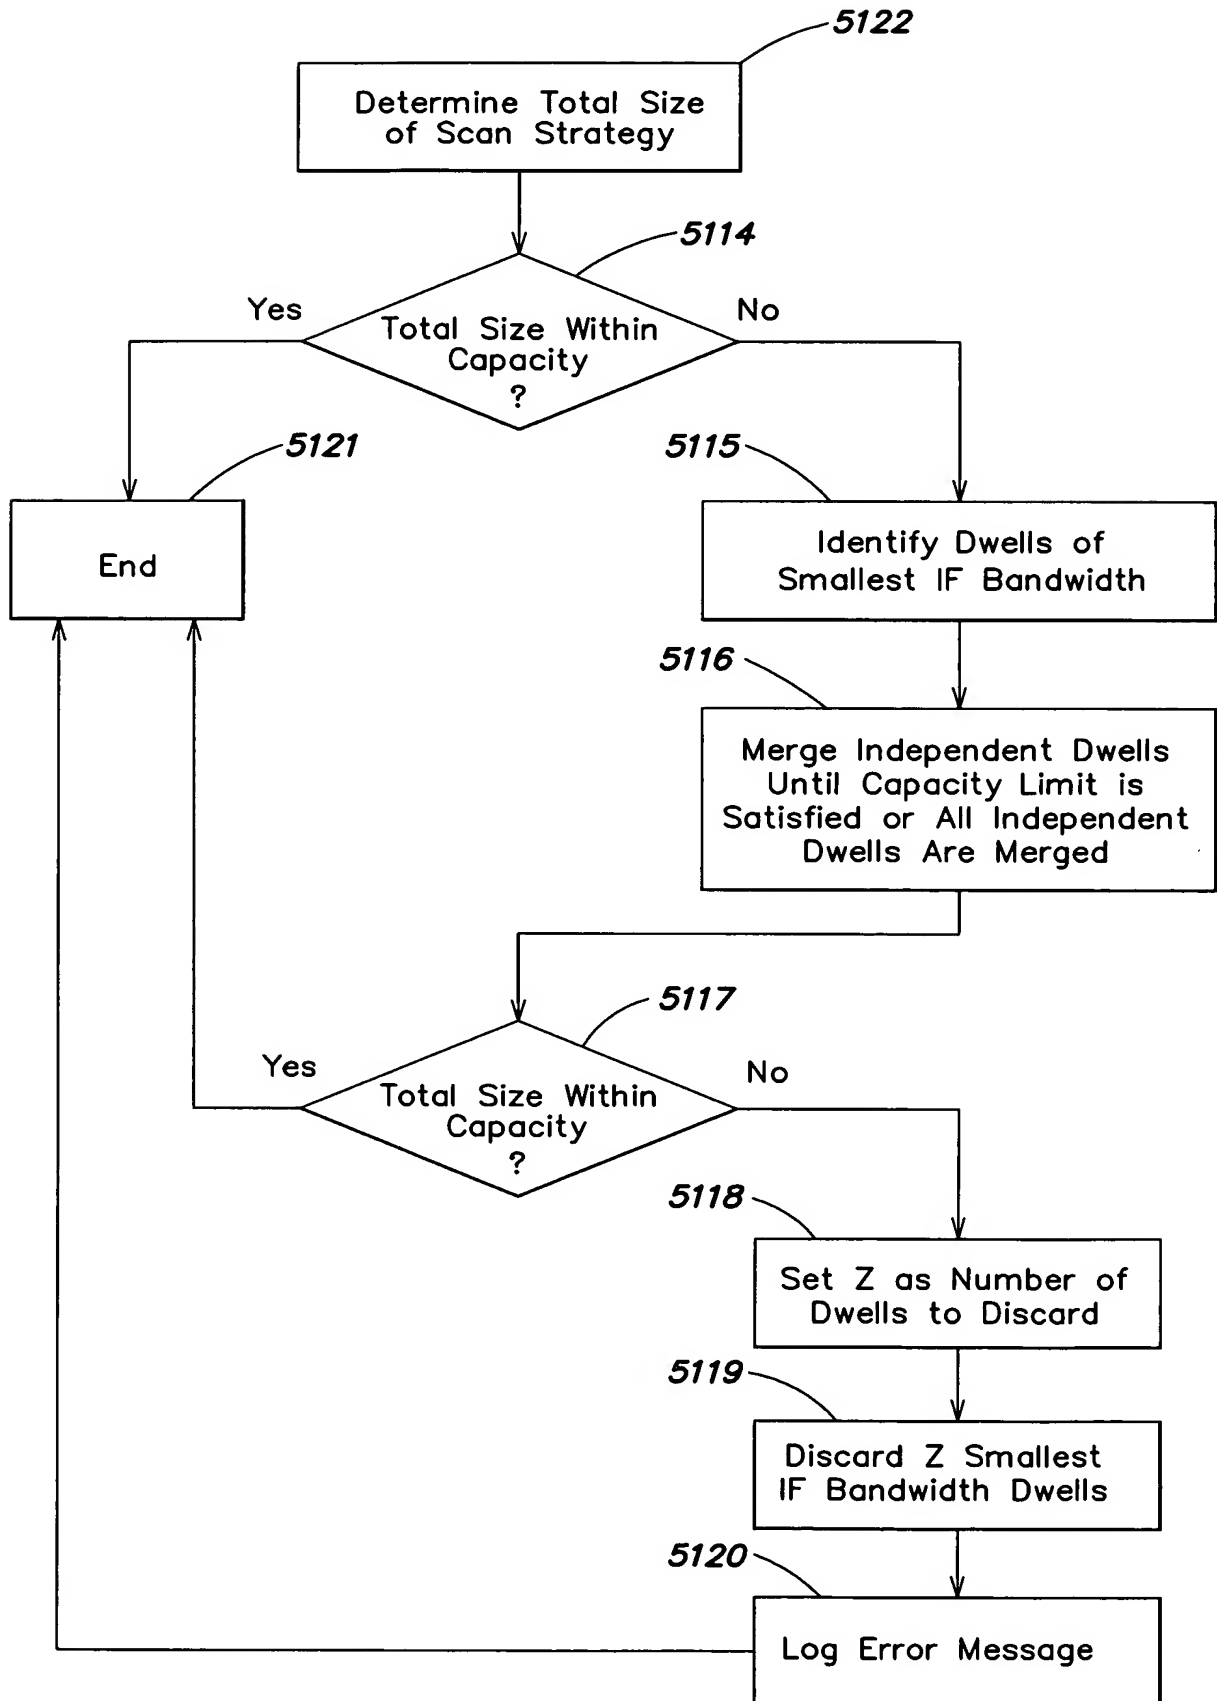 5122
Determine Total Size
of Scan Strategy
5114
Yes
No
Total Size Within
Capacity
?
5121
5115
End
Identify Dwells of
Smallest IF Bandwidth
5116
Merge Independent Dwells
Until Capacity Limit is
Satisfied or All Independent
Dwells Are Merged
5117
Yes
No
Total Size Within
Capacity
?
5118
Set Z as Number of
Dwells to Discard
5119
Discard Z Smallest
IF Bandwidth Dwells
5120
Log Error Message